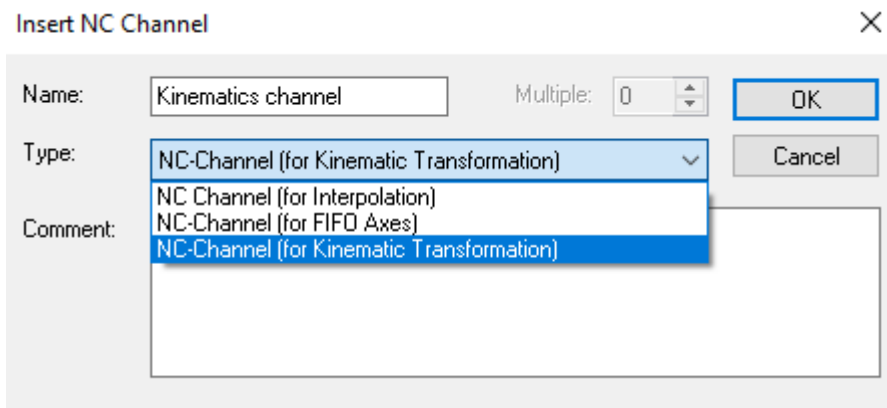 Insert NC Channel
Name:
Kinematics channel
Multiple:
0
OK
Type:
NC-Channel (for Kinematic Transformation)
Cancel
NC Channel (for Interpolation)
NC-Channel (for FIFO Axes)
NC-Channel (for Kinematic Transformation)
Comment: